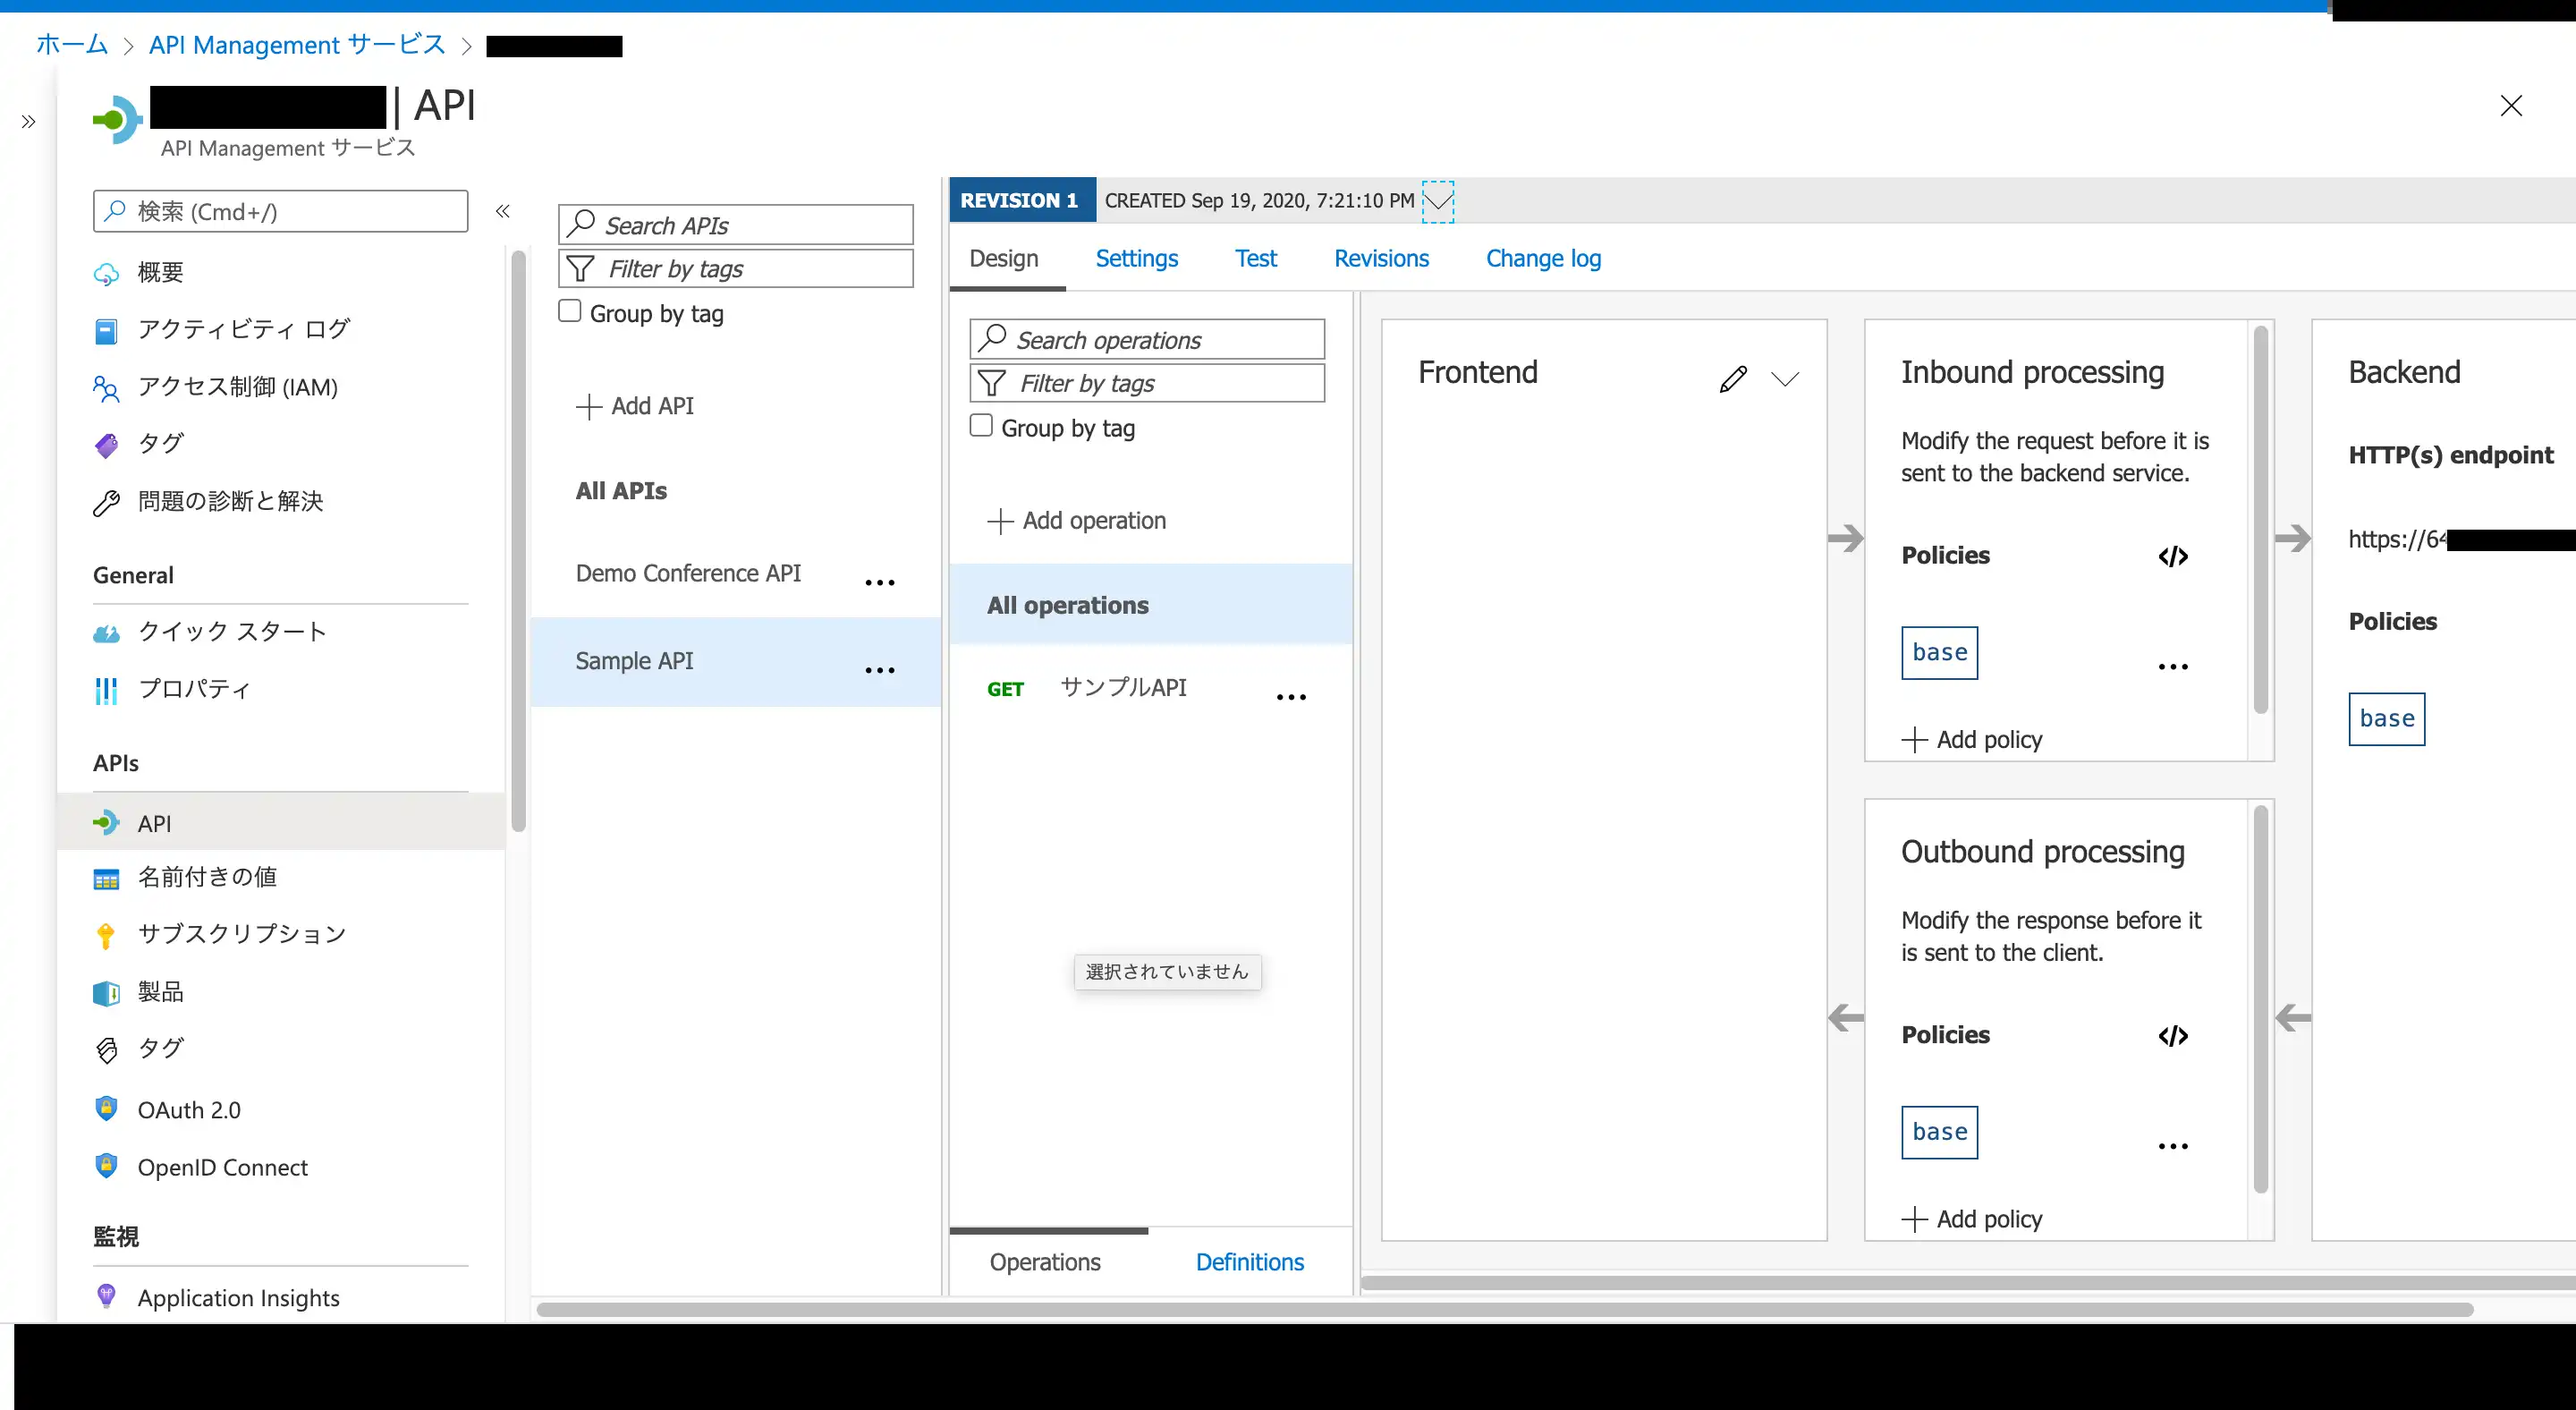 ホーム > API Management サービス >
| API
API Management サービス
検索 (Cmd+/)
概要
アクティビティ ログ
アクセス制御 (IAM)
タグ
問題の診断と解決
General
クイック スタート
プロパティ
APIs
API
名前付きの値
サブスクリプション
製品
タグ
OAuth 2.0
OpenID Connect
監視
Application Insights
Search APIs
Filter by tags
Group by tag
Add API
All APIs
Demo Conference API
Sample API
REVISION 1 CREATED Sep 19, 2020, 7:21:10 PM
Design Settings Test Revisions Change log
Search operations
Filter by tags
Group by tag
Add operation
All operations
GET サンプルAPI
選択されていません
Operations Definitions
Frontend
Inbound processing
Modify the request before it is
sent to the backend service.
Policies </>
base
Add policy
Outbound processing
Modify the response before it
is sent to the client.
Policies </>
base
Add policy
Backend
HTTP(s) endpoint
https://64
Policies
base